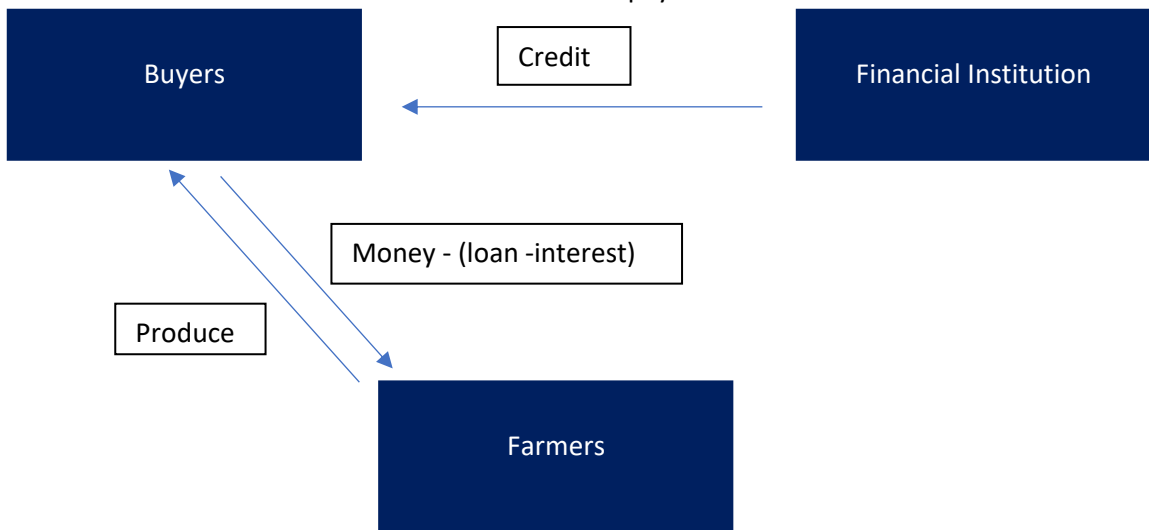 Credit
Buyers
Financial Institution
Money - (loan -interest)
Produce
Farmers